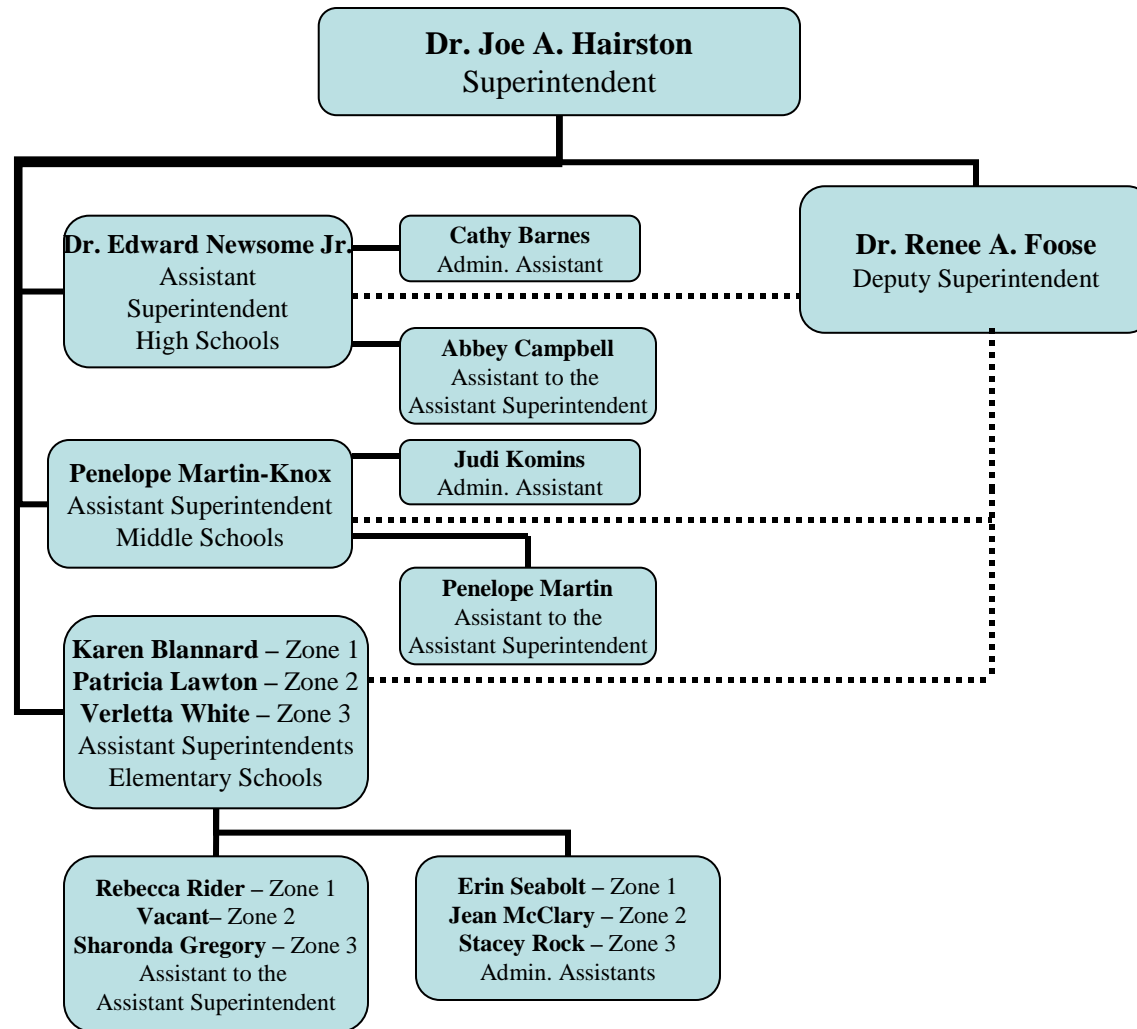 Dr. Joe A. Hairston
Superintendent
Dr. Edward Newsome Jr.
Assistant
Superintendent
High Schools
Cathy Barnes
Admin. Assistant
Dr. Renee A. Foose
Deputy Superintendent
Abbey Campbell
Assistant to the
Assistant Superintendent
Penelope Martin-Knox
Assistant Superintendent
Middle Schools
Judi Komins
Admin. Assistant
Penelope Martin
Assistant to the
Assistant Superintendent
Karen Blannard – Zone 1
Patricia Lawton – Zone 2
Verletta White – Zone 3
Assistant Superintendents
Elementary Schools
Rebecca Rider – Zone 1
Vacant– Zone 2
Sharonda Gregory – Zone 3
Assistant to the
Assistant Superintendent
Erin Seabolt – Zone 1
Jean McClary – Zone 2
Stacey Rock – Zone 3
Admin. Assistants